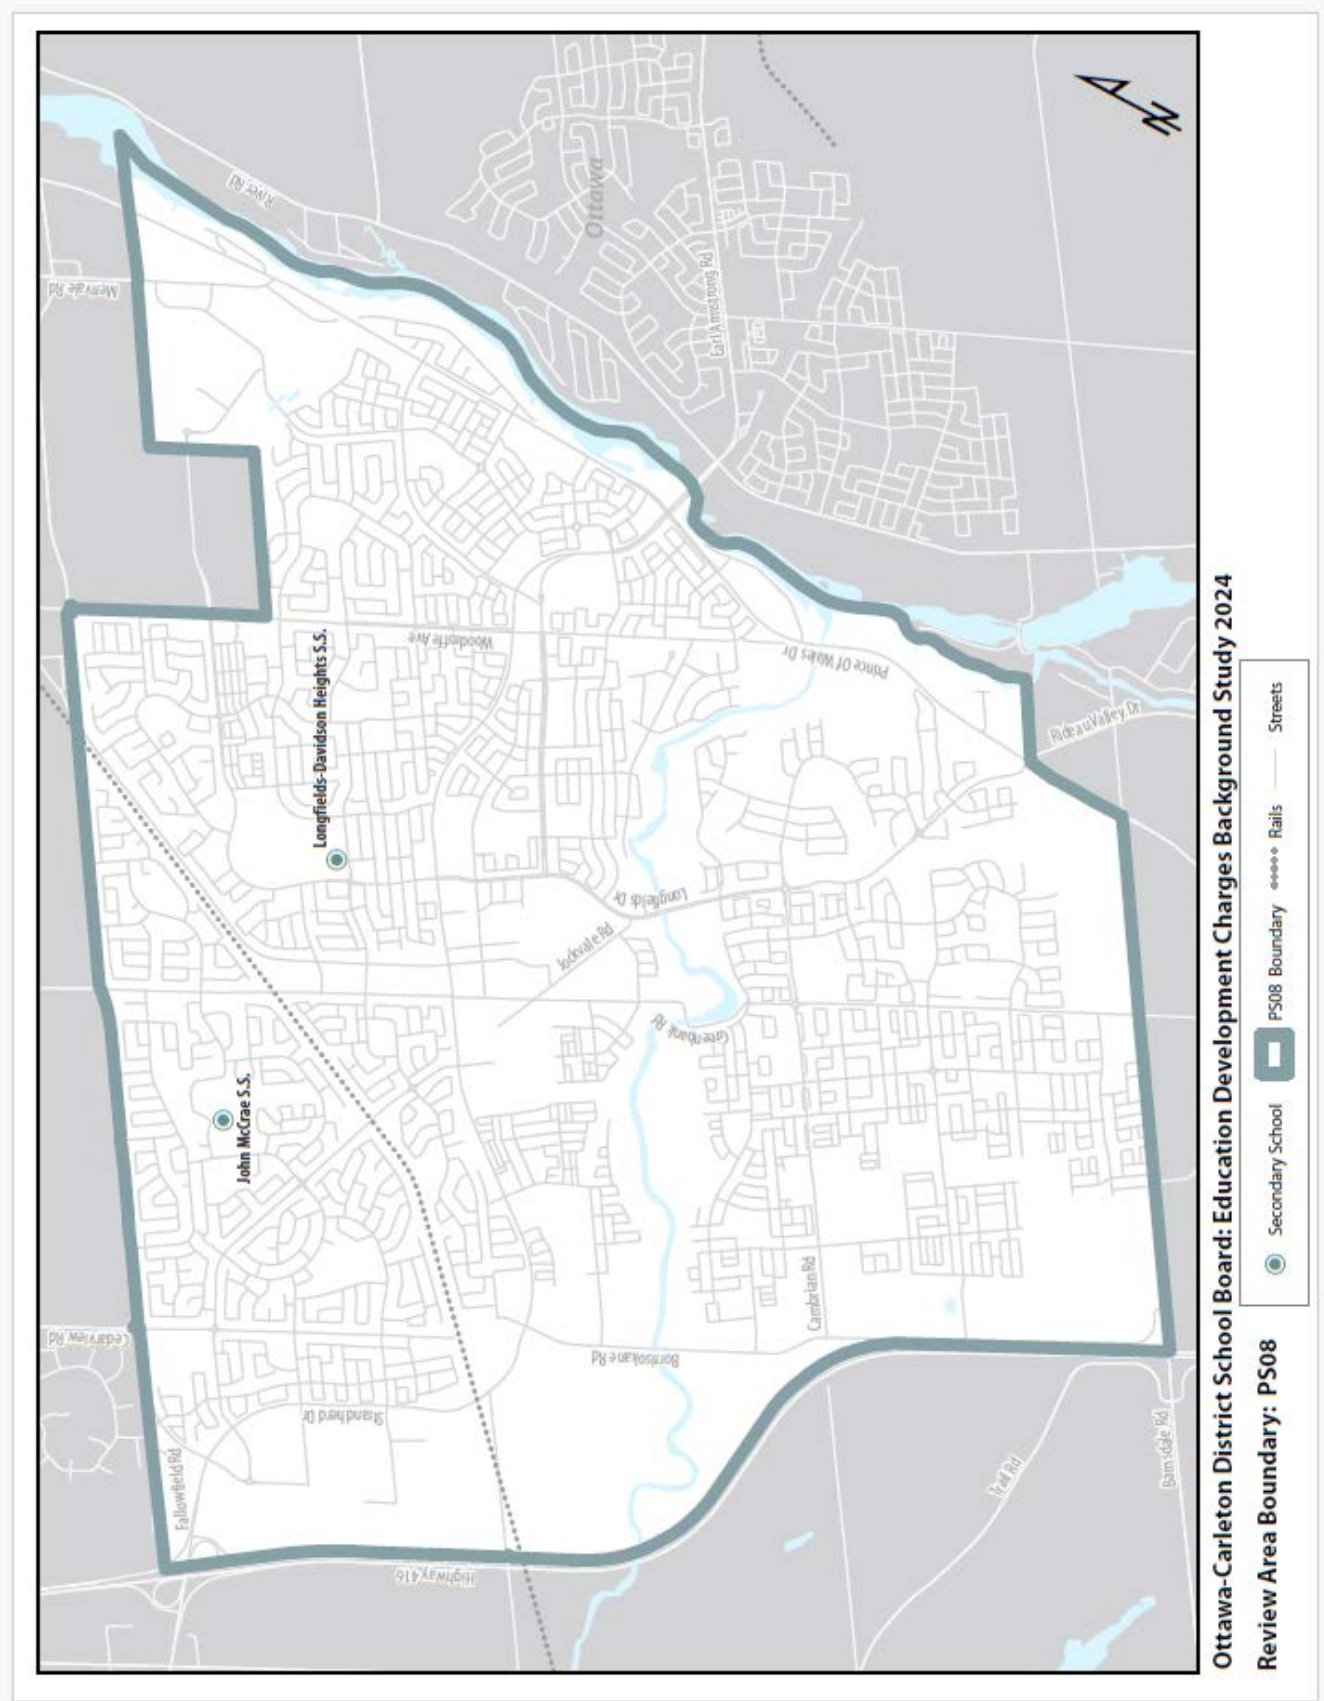 Merivale Rd
River Rd
Ottawa
Earl Armstrong Rd
N
Woodroffe Ave
Longfields-Davidson Heights S.S.
Prince Of Wales Dr
Rideau Valley Dr
Longfields Dr
Jockvale Rd
Greenbank Rd
John McCrae S.S.
Cedarview Rd
Fallowfield Rd
Strandherd Dr
Borrisokane Rd
Cambrian Rd
Highway 416
Trail Rd
Barnsdale Rd
Ottawa-Carleton District School Board: Education Development Charges Background Study 2024
Review Area Boundary: PS08
Secondary School PS08 Boundary Rails Streets